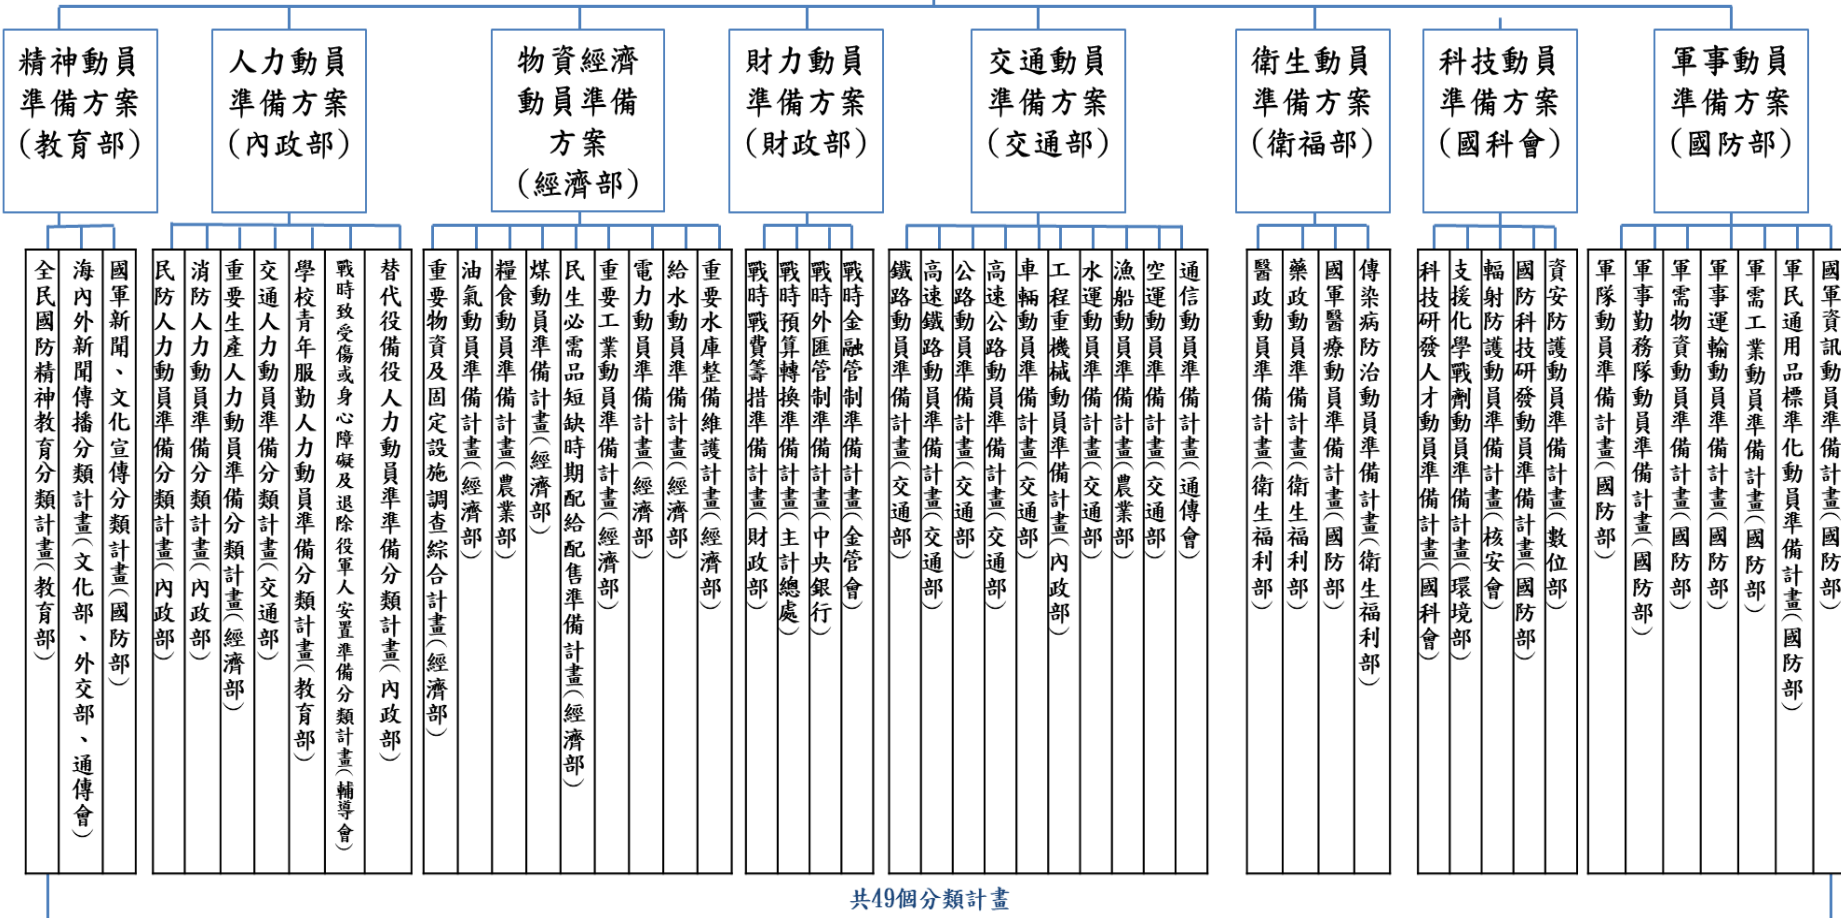 精神動員
準備方案
(教育部)
人力動員
準備方案
(內政部)
物資經濟
動員準備
方案
(經濟部)
財力動員
準備方案
(財政部)
交通動員
準備方案
(交通部)
衛生動員
準備方案
(衛福部)
科技動員
準備方案
(國科會)
軍事動員
準備方案
(國防部)
全民國防精神教育分類計畫(教育部)
海內外新聞傳播分類計畫(文化部、外交部、通傳會)
國軍新聞、文化宣傳分類計畫(國防部)
民防人力動員準備分類計畫(內政部)
消防人力動員準備分類計畫(內政部)
重要生產人力動員準備分類計畫(經濟部)
交通人力動員準備分類計畫(交通部)
學校青年服勤人力動員準備分類計畫(教育部)
戰時致受傷或身心障礙及退除役軍人安置準備分類計畫(輔導會)
替代役備役人力動員準準備分類計畫(內政部)
重要物資及固定設施調查綜合計畫(經濟部)
油氣動員準備計畫(經濟部)
糧食動員準備計畫(農業部)
煤動員準備計畫(經濟部)
民生必需品短缺時期配給配售準備計畫(經濟部)
重要工業動員準備計畫(經濟部)
電力動員準備計畫(經濟部)
給水動員準備計畫(經濟部)
重要水庫整備維護計畫(經濟部)
戰時戰費籌措準備計畫(財政部)
戰時預算轉換準備計畫(主計總處)
戰時外匯管制準備計畫(中央銀行)
戰時金融管制準備計畫(金管會)
鐵路動員準備計畫(交通部)
高速鐵路動員準備計畫(交通部)
公路動員準備計畫(交通部)
高速公路動員準備計畫(交通部)
車輛動員準備計畫(交通部)
工程重機械動員準備計畫(內政部)
水運動員準備計畫(交通部)
漁船動員準備計畫(農業部)
空運動員準備計畫(交通部)
通信動員準備計畫(通傳會)
醫政動員準備計畫(衛生福利部)
藥政動員準備計畫(衛生福利部)
國軍醫療動員準備計畫(國防部)
傳染病防治動員準備計畫(衛生福利部)
科技研發人才動員準備計畫(國科會)
支援化學戰劑動員準備計畫(環境部)
輻射防護動員準備計畫(核安會)
國防科技研發動員準備計畫(國防部)
資安防護動員準備計畫(數位部)
軍隊動員準備計畫(國防部)
軍事勤務隊動員準備計畫(國防部)
軍需物資動員準備計畫(國防部)
軍事運輸動員準備計畫(國防部)
軍需工業動員準備計畫(國防部)
軍民通用品標準化動員準備計畫(國防部)
國軍資訊動員準備計畫(國防部)
共49個分類計畫